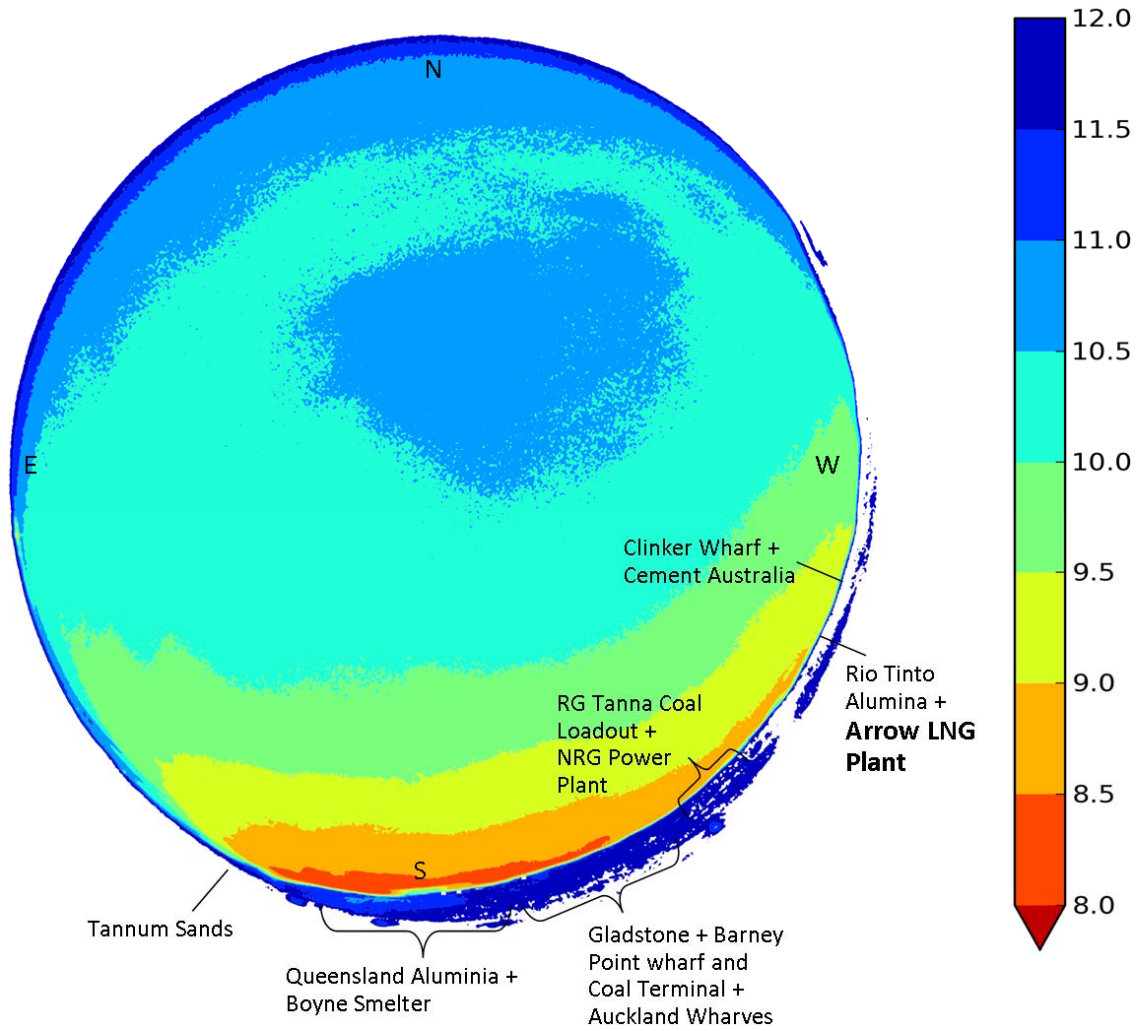 N
E
W
S
Clinker Wharf +
Cement Australia
Rio Tinto
Alumina +
Arrow LNG
Plant
RG Tanna Coal
Loadout +
NRG Power
Plant
Tannum Sands
Queensland Aluminia +
Boyne Smelter
Gladstone + Barney
Point wharf and
Coal Terminal +
Auckland Wharves
12.0
11.5
11.0
10.5
10.0
9.5
9.0
8.5
8.0